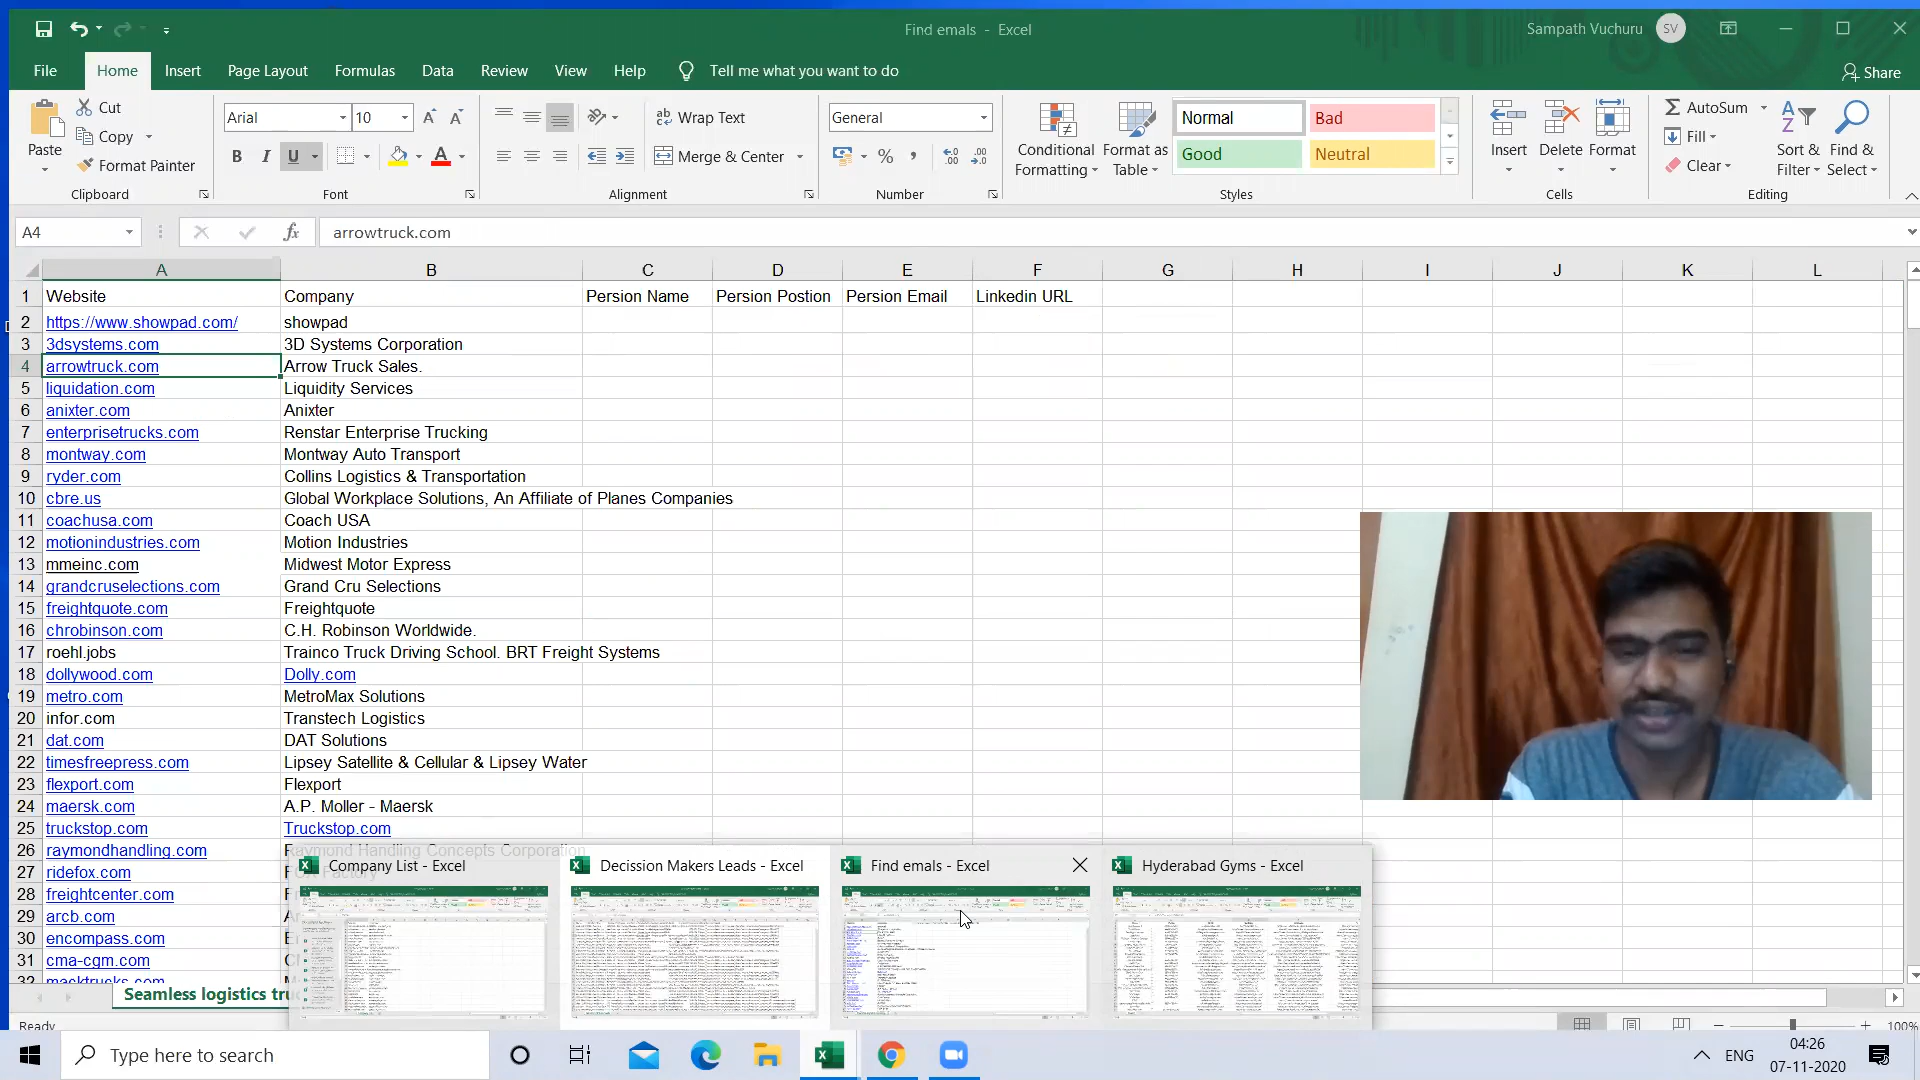 Find emals - Excel
Sampath Vuchuru SV
File Home Insert Page Layout Formulas Data Review View Help Tell me what you want to do
Share
Paste
Cut
Copy
Format Painter
Clipboard
Arial 10
B I U
Font
Wrap Text
Merge & Center
Alignment
General
Number
Conditional Formatting
Format as Table
Normal Bad
Good Neutral
Styles
Insert Delete Format
Cells
AutoSum
Fill
Clear
Sort & Filter
Find & Select
Editing
A4 fx arrowtruck.com
A B C D E F G H I J K L
1 Website Company Persion Name Persion Postion Persion Email Linkedin URL
2 https://www.showpad.com/ showpad
3 3dsystems.com 3D Systems Corporation
4 arrowtruck.com Arrow Truck Sales.
5 liquidation.com Liquidity Services
6 anixter.com Anixter
7 enterprisetrucks.com Renstar Enterprise Trucking
8 montway.com Montway Auto Transport
9 ryder.com Collins Logistics & Transportation
10 cbre.us Global Workplace Solutions, An Affiliate of Planes Companies
11 coachusa.com Coach USA
12 motionindustries.com Motion Industries
13 mmeinc.com Midwest Motor Express
14 grandcruselections.com Grand Cru Selections
15 freightquote.com Freightquote
16 chrobinson.com C.H. Robinson Worldwide.
17 roehl.jobs Trainco Truck Driving School. BRT Freight Systems
18 dollywood.com Dolly.com
19 metro.com MetroMax Solutions
20 infor.com Transtech Logistics
21 dat.com DAT Solutions
22 timesfreepress.com Lipsey Satellite & Cellular & Lipsey Water
23 flexport.com Flexport
24 maersk.com A.P. Moller - Maersk
25 truckstop.com Truckstop.com
26 raymondhandling.com Raymond Handling Concepts Corporation
27 ridefox.com
28 freightcenter.com
29 arcb.com
30 encompass.com
31 cma-cgm.com
32 macktrucks.com
Company List - Excel
Decission Makers Leads - Excel
Find emals - Excel
Hyderabad Gyms - Excel
Seamless logistics tru
Ready
100%
Type here to search
ENG
04:26
07-11-2020